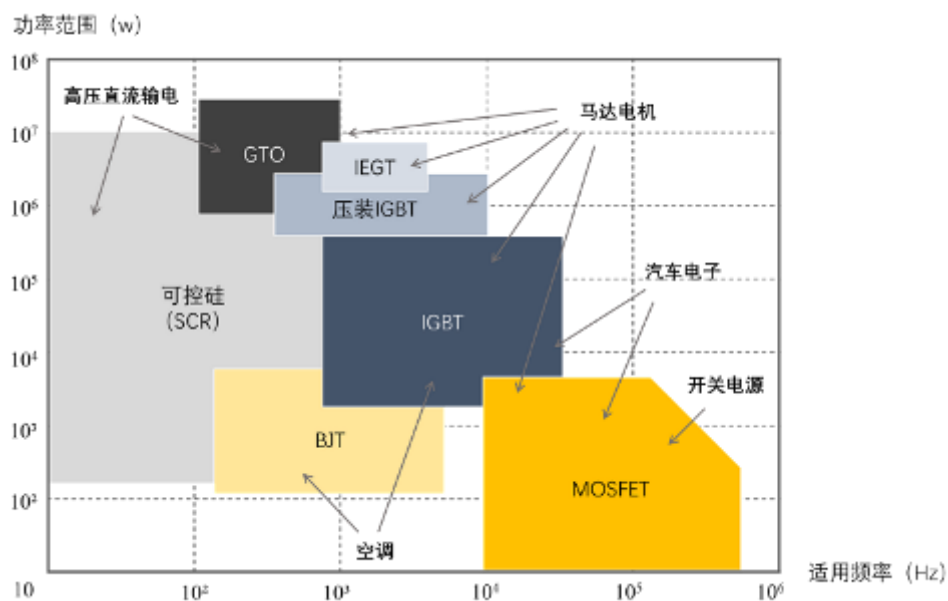 功率范围（w）
10⁸
高压直流输电
马达电机
10⁷
GTO
IEGT
10⁶
压装IGBT
汽车电子
10⁵
可控硅
（SCR）
IGBT
10⁴
开关电源
10³
BJT
MOSFET
10²
空调
10
10²
10³
10⁴
10⁵
10⁶
适用频率（Hz）